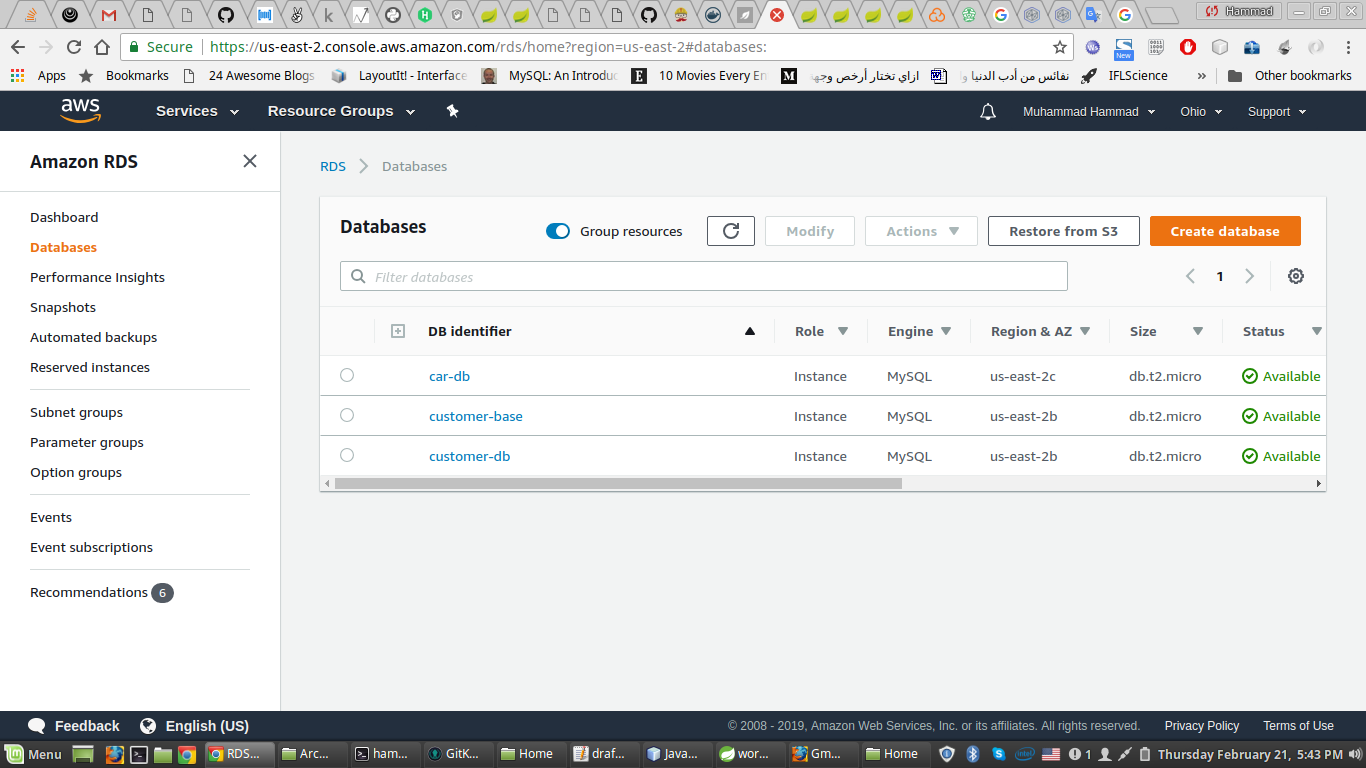 Hammad
Secure https://us-east-2.console.aws.amazon.com/rds/home?region=us-east-2#databases:
New
Apps Bookmarks 24 Awesome Blogs LayoutIt! - Interface MySQL: An Introduc 10 Movies Every En ازاي تختار أرخص وجهة نفائس من أدب الدنيا و IFLScience » Other bookmarks
aws Services Resource Groups Muhammad Hammad Ohio Support
Amazon RDS
Dashboard
Databases
Performance Insights
Snapshots
Automated backups
Reserved instances
Subnet groups
Parameter groups
Option groups
Events
Event subscriptions
Recommendations 6
RDS Databases
Databases Group resources Modify Actions Restore from S3 Create database
Filter databases 1
DB identifier Role Engine Region & AZ Size Status
car-db Instance MySQL us-east-2c db.t2.micro Available
customer-base Instance MySQL us-east-2b db.t2.micro Available
customer-db Instance MySQL us-east-2b db.t2.micro Available
Feedback English (US) © 2008 - 2019, Amazon Web Services, Inc. or its affiliates. All rights reserved. Privacy Policy Terms of Use
Menu RDS... Arc... ham... GitK... Home draf... Java... wor... Gm... Home 1 Thursday February 21, 5:43 PM